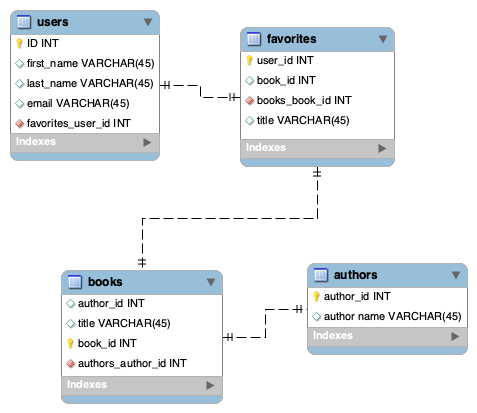 users
ID INT
first_name VARCHAR(45)
last_name VARCHAR(45)
email VARCHAR(45)
favorites_user_id INT
Indexes
favorites
user_id INT
book_id INT
books_book_id INT
title VARCHAR(45)
Indexes
books
author_id INT
title VARCHAR(45)
book_id INT
authors_author_id INT
Indexes
authors
author_id INT
author name VARCHAR(45)
Indexes